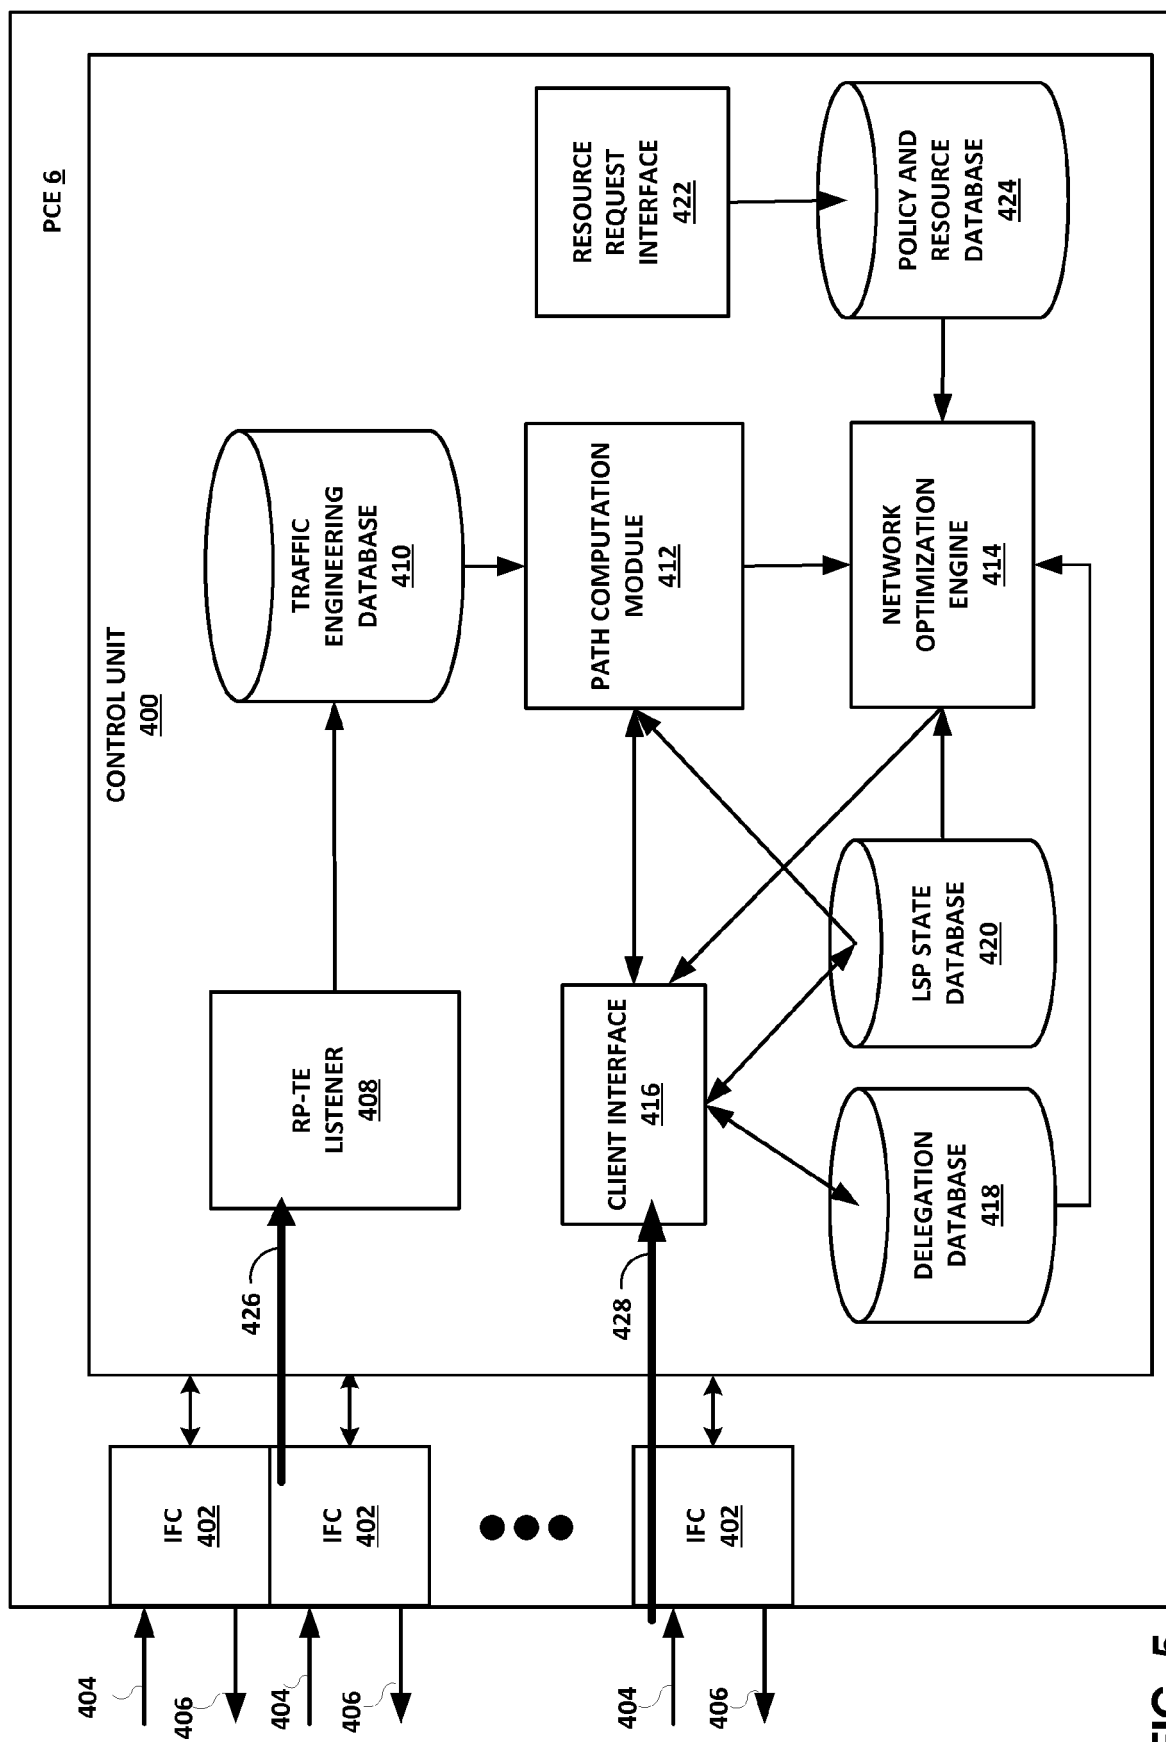 PCE 6
CONTROL UNIT
400
404
406
IFC
402
404
406
IFC
402
404
406
IFC
402
426
RP-TE
LISTENER
408
TRAFFIC
ENGINEERING
DATABASE
410
428
CLIENT INTERFACE
416
PATH COMPUTATION
MODULE
412
RESOURCE
REQUEST
INTERFACE
422
DELEGATION
DATABASE
418
LSP STATE
DATABASE
420
NETWORK
OPTIMIZATION
ENGINE
414
POLICY AND
RESOURCE
DATABASE
424
FIG. 5